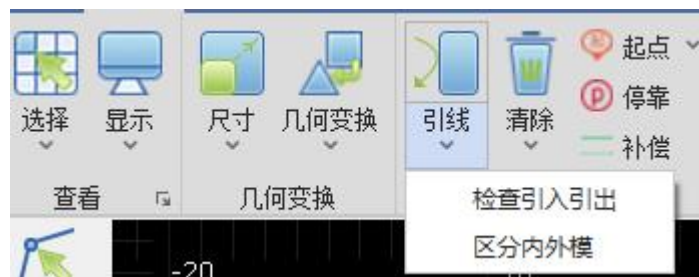 选择
显示
尺寸
几何变换
引线
清除
起点
停靠
补偿
查看
几何变换
检查引入引出
区分内外模
-20